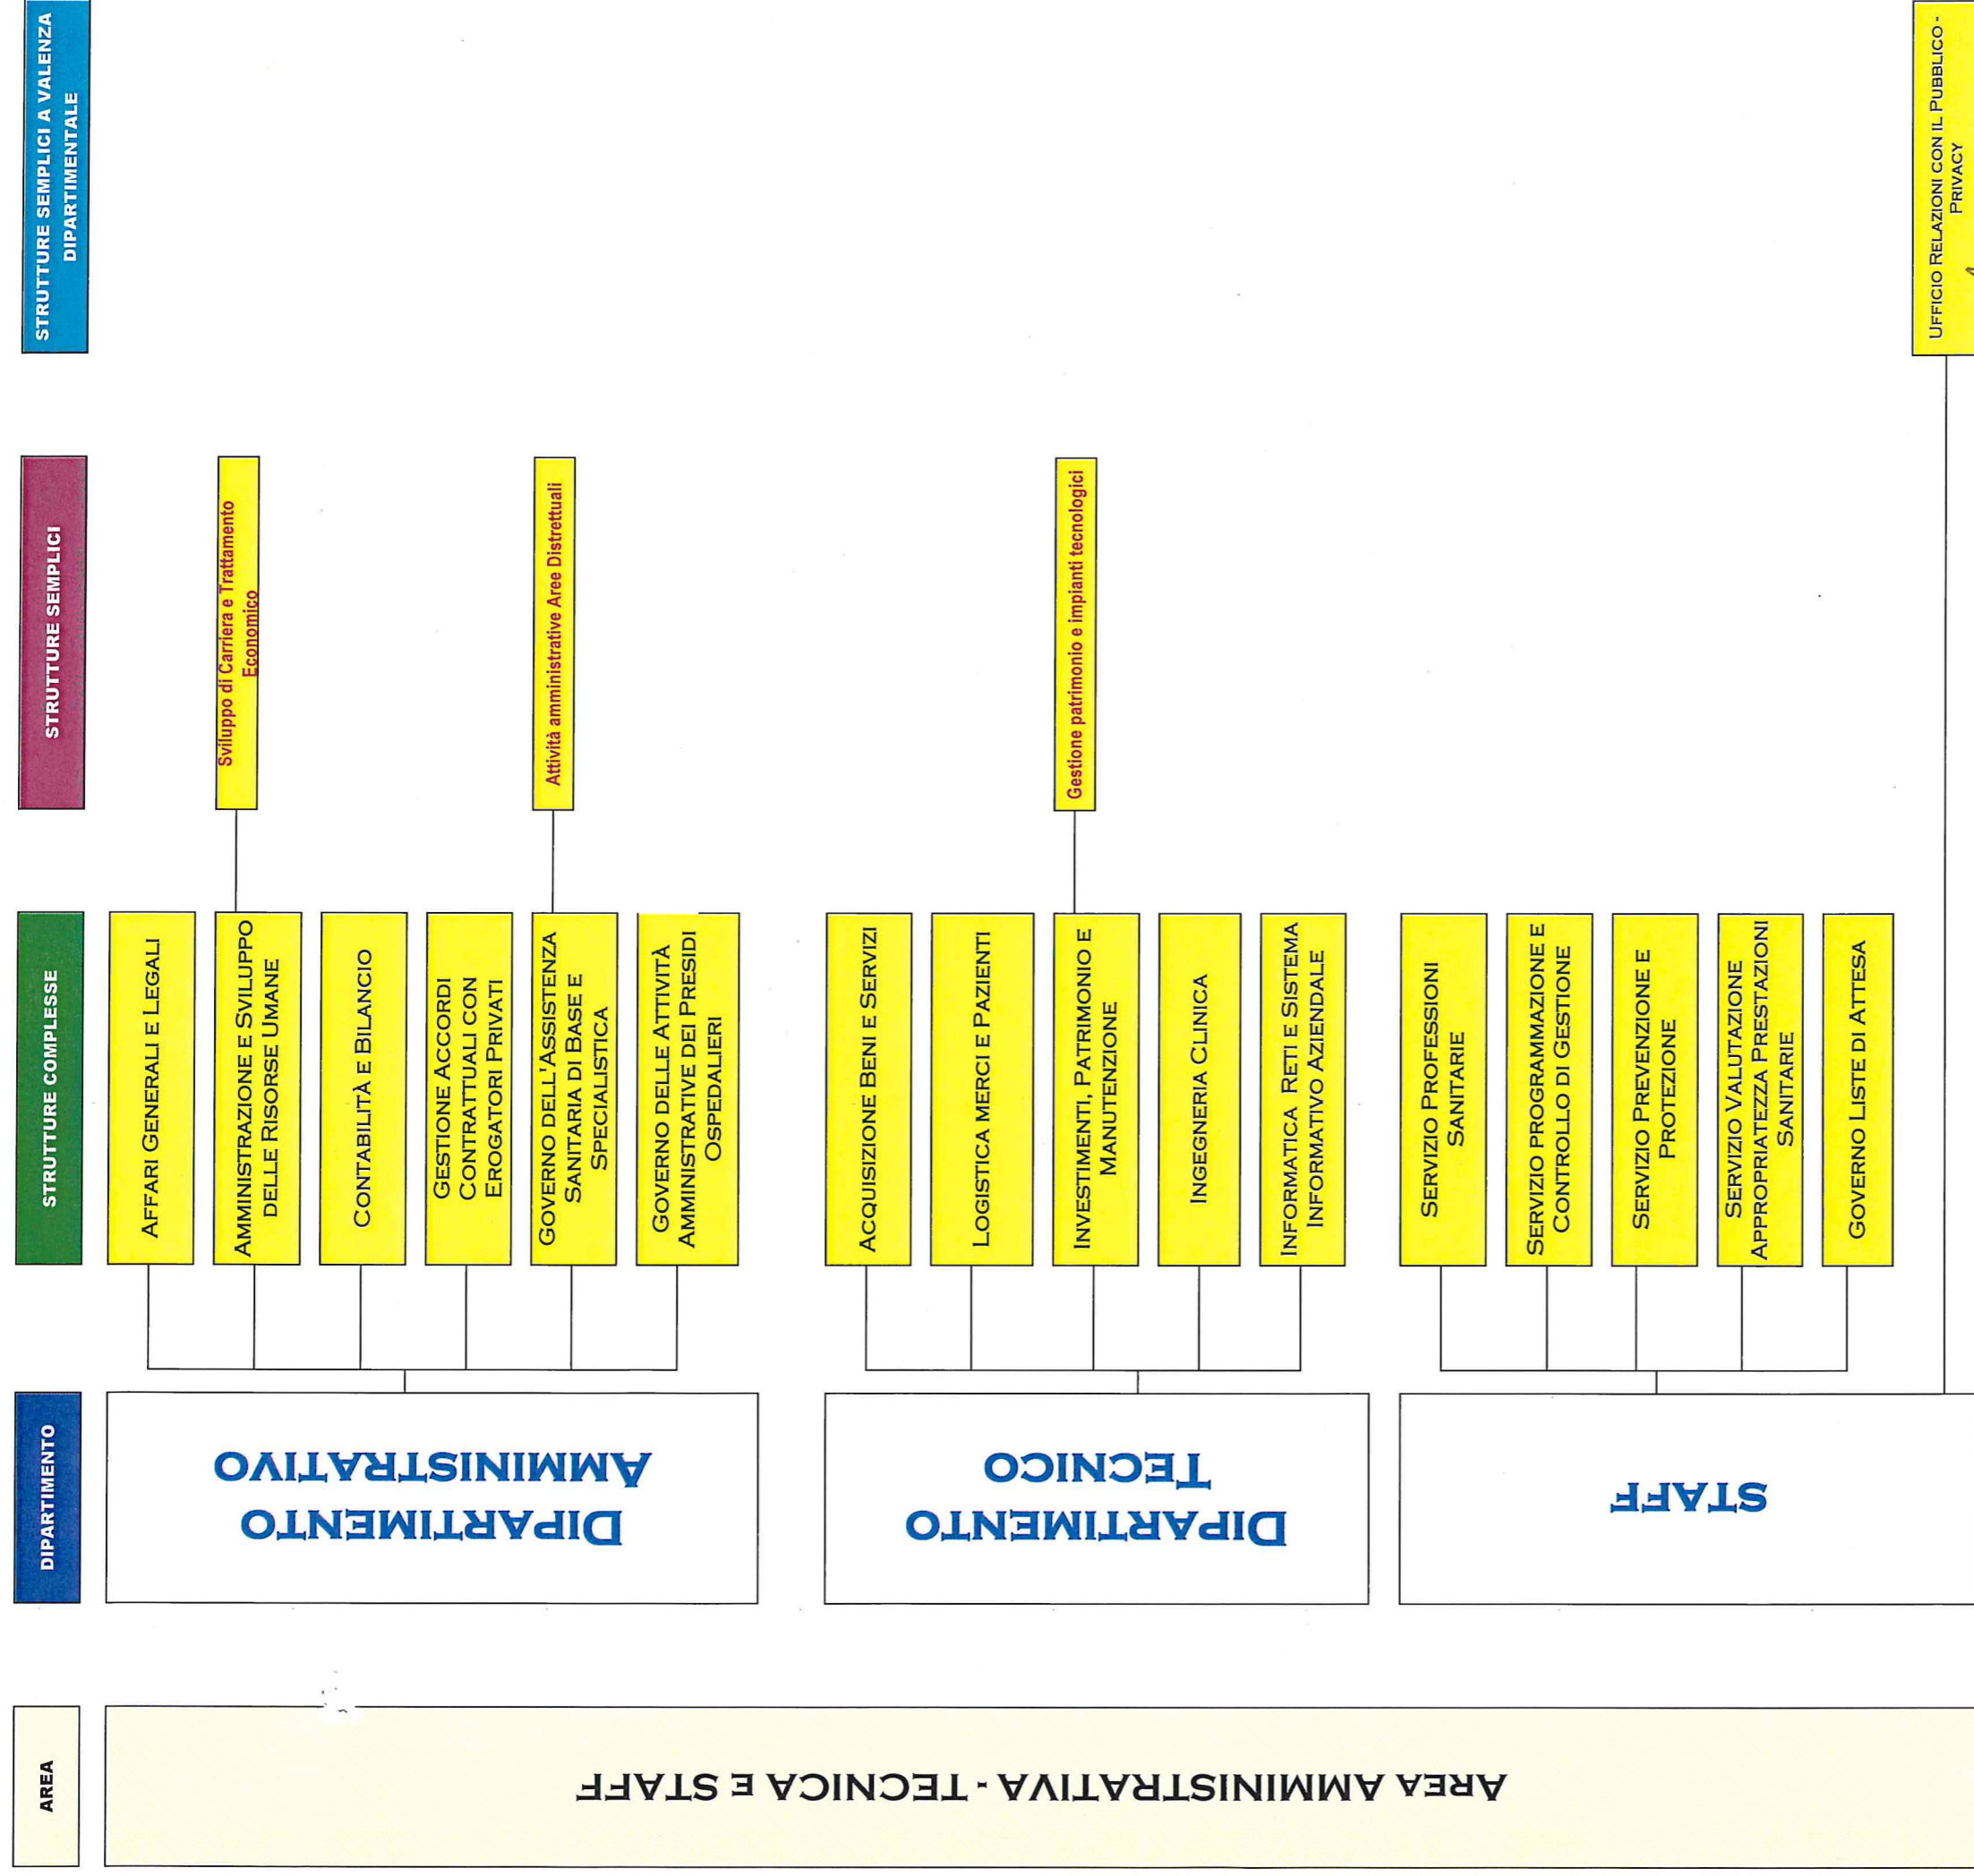 AREA
DIPARTIMENTO
STRUTTURE COMPLESSE
STRUTTURE SEMPLICI
STRUTTURE SEMPLICI A VALENZA
DIPARTIMENTALE
AREA AMMINISTRATIVA - TECNICA E STAFF
DIPARTIMENTO
AMMINISTRATIVO
AFFARI GENERALI E LEGALI
AMMINISTRAZIONE E SVILUPPO
DELLE RISORSE UMANE
Sviluppo di Carriera e Trattamento
Economico
CONTABILITÀ E BILANCIO
GESTIONE ACCORDI
CONTRATTUALI CON
EROGATORI PRIVATI
GOVERNO DELL'ASSISTENZA
SANITARIA DI BASE E
SPECIALISTICA
Attività amministrative Aree Distrettuali
GOVERNO DELLE ATTIVITÀ
AMMINISTRATIVE DEI PRESIDI
OSPEDALIERI
DIPARTIMENTO
TECNICO
ACQUISIZIONE BENI E SERVIZI
LOGISTICA MERCI E PAZIENTI
INVESTIMENTI, PATRIMONIO E
MANUTENZIONE
Gestione patrimonio e impianti tecnologici
INGEGNERIA CLINICA
INFORMATICA RETI E SISTEMA
INFORMATIVO AZIENDALE
STAFF
SERVIZIO PROFESSIONI
SANITARIE
SERVIZIO PROGRAMMAZIONE E
CONTROLLO DI GESTIONE
SERVIZIO PREVENZIONE E
PROTEZIONE
SERVIZIO VALUTAZIONE
APPROPRIATEZZA PRESTAZIONI
SANITARIE
GOVERNO LISTE DI ATTESA
UFFICIO RELAZIONI CON IL PUBBLICO -
PRIVACY